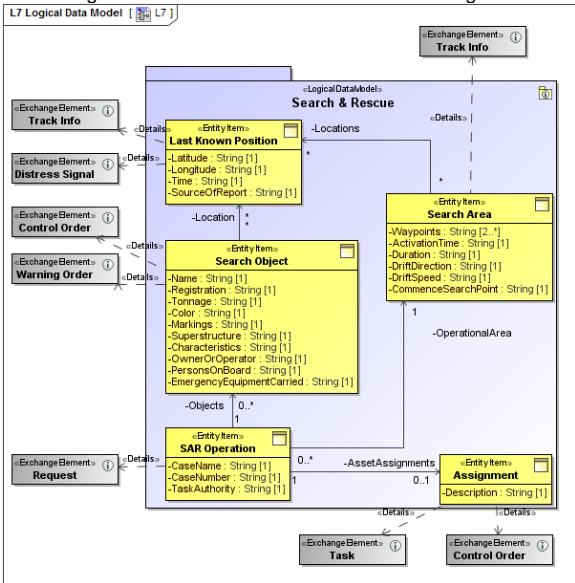 L7 Logical Data Model [ L7 ]
«ExchangeElement»
Track Info
«LogicalDataModel»
Search & Rescue
«Details»
«ExchangeElement»
Track Info
«Details»
«EntityItem»
Last Known Position
-Latitude : String [1]
-Longitude : String [1]
-Time : String [1]
-SourceOfReport : String [1]
-Locations
*
*
«ExchangeElement»
Distress Signal
«Details»
«EntityItem»
Search Area
-Waypoints : String [2..*]
-ActivationTime : String [1]
-Duration : String [1]
-DriftDirection : String [1]
-DriftSpeed : String [1]
-CommenceSearchPoint : String [1]
«ExchangeElement»
Control Order
«Details»
-Location
*
*
«ExchangeElement»
Warning Order
«Details»
«EntityItem»
Search Object
-Name : String [1]
-Registration : String [1]
-Tonnage : String [1]
-Color : String [1]
-Markings : String [1]
-Superstructure : String [1]
-Characteristics : String [1]
-OwnerOrOperator : String [1]
-PersonsOnBoard : String [1]
-EmergencyEquipmentCarried : String [1]
1
-OperationalArea
-Objects
0..*
1
«ExchangeElement»
Request
«Details»
«EntityItem»
SAR Operation
-CaseName : String [1]
-CaseNumber : String [1]
-TaskAuthority : String [1]
0..*
-AssetAssignments
1
0..1
«EntityItem»
Assignment
-Description : String [1]
«Details»
«Details»
«ExchangeElement»
Task
«ExchangeElement»
Control Order